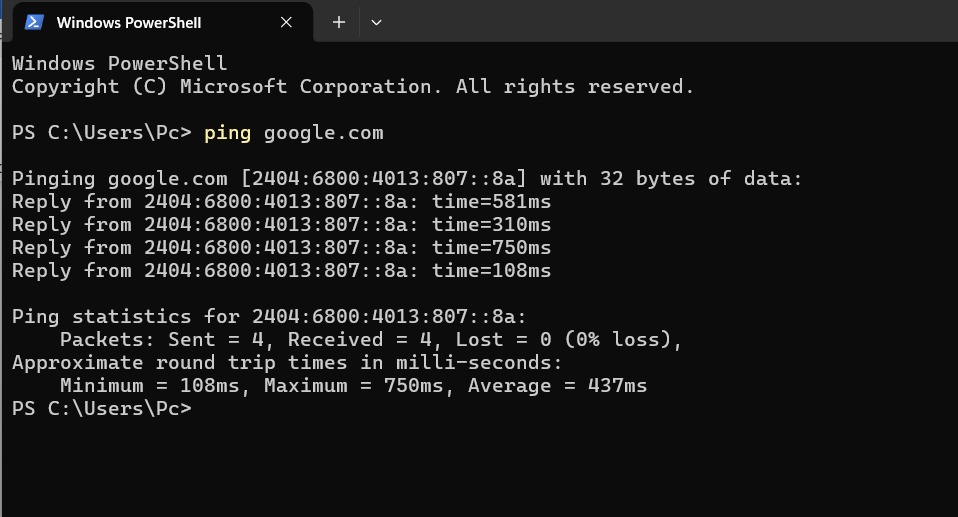 Windows PowerShell
Windows PowerShell
Copyright (C) Microsoft Corporation. All rights reserved.
PS C:\Users\Pc> ping google.com
Pinging google.com [2404:6800:4013:807::8a] with 32 bytes of data:
Reply from 2404:6800:4013:807::8a: time=581ms
Reply from 2404:6800:4013:807::8a: time=310ms
Reply from 2404:6800:4013:807::8a: time=750ms
Reply from 2404:6800:4013:807::8a: time=108ms
Ping statistics for 2404:6800:4013:807::8a:
    Packets: Sent = 4, Received = 4, Lost = 0 (0% loss),
Approximate round trip times in milli-seconds:
    Minimum = 108ms, Maximum = 750ms, Average = 437ms
PS C:\Users\Pc>